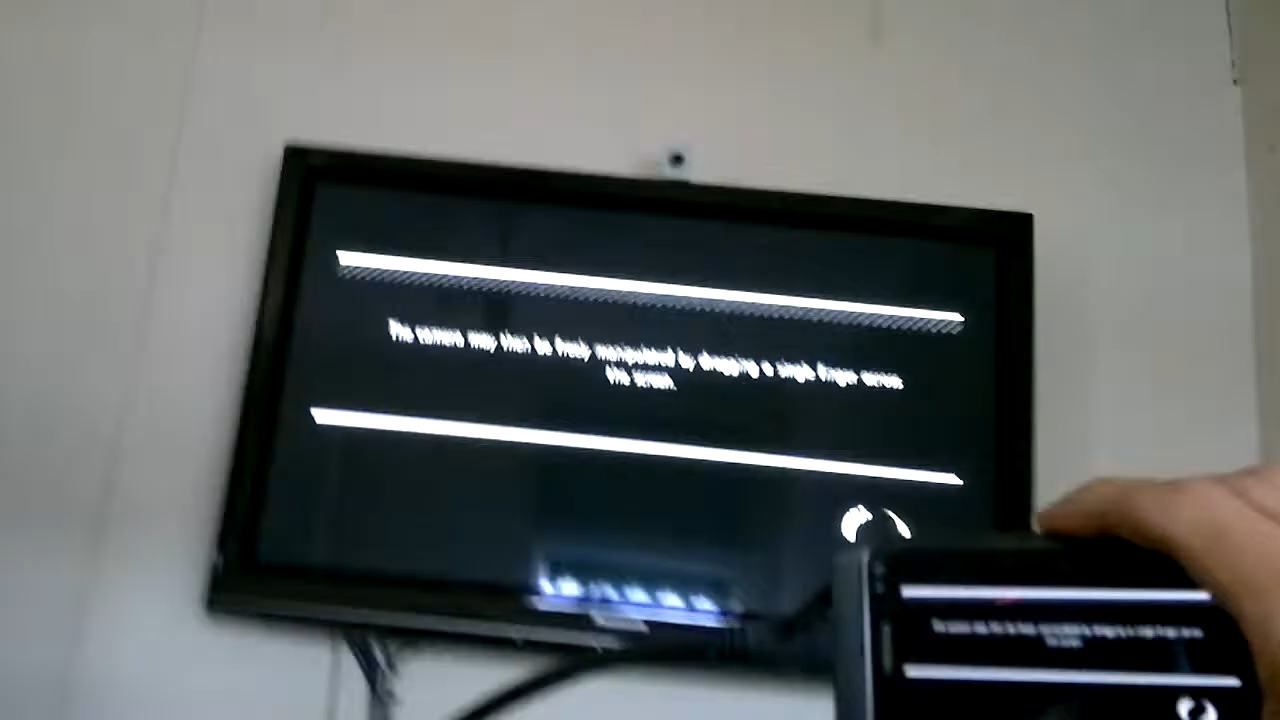 The camera may then be freely manipulated by dragging a single finger across
the screen.